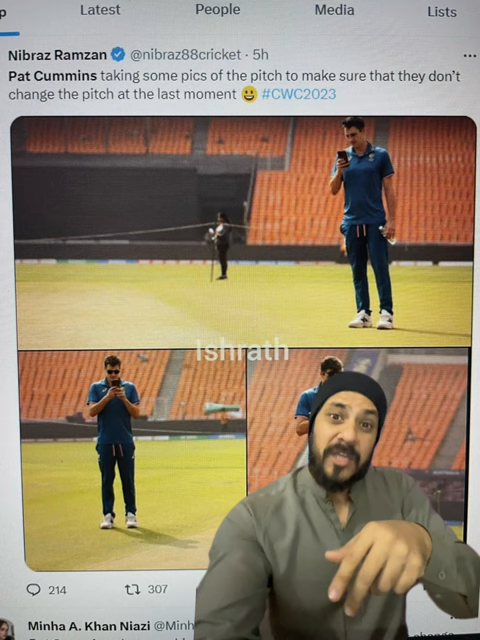 Latest People Media Lists
Nibraz Ramzan @nibraz88cricket · 5h ...
Pat Cummins taking some pics of the pitch to make sure that they don't
change the pitch at the last moment 😀 #CWC2023
Ishrath
214 307
Minha A. Khan Niazi @Minh